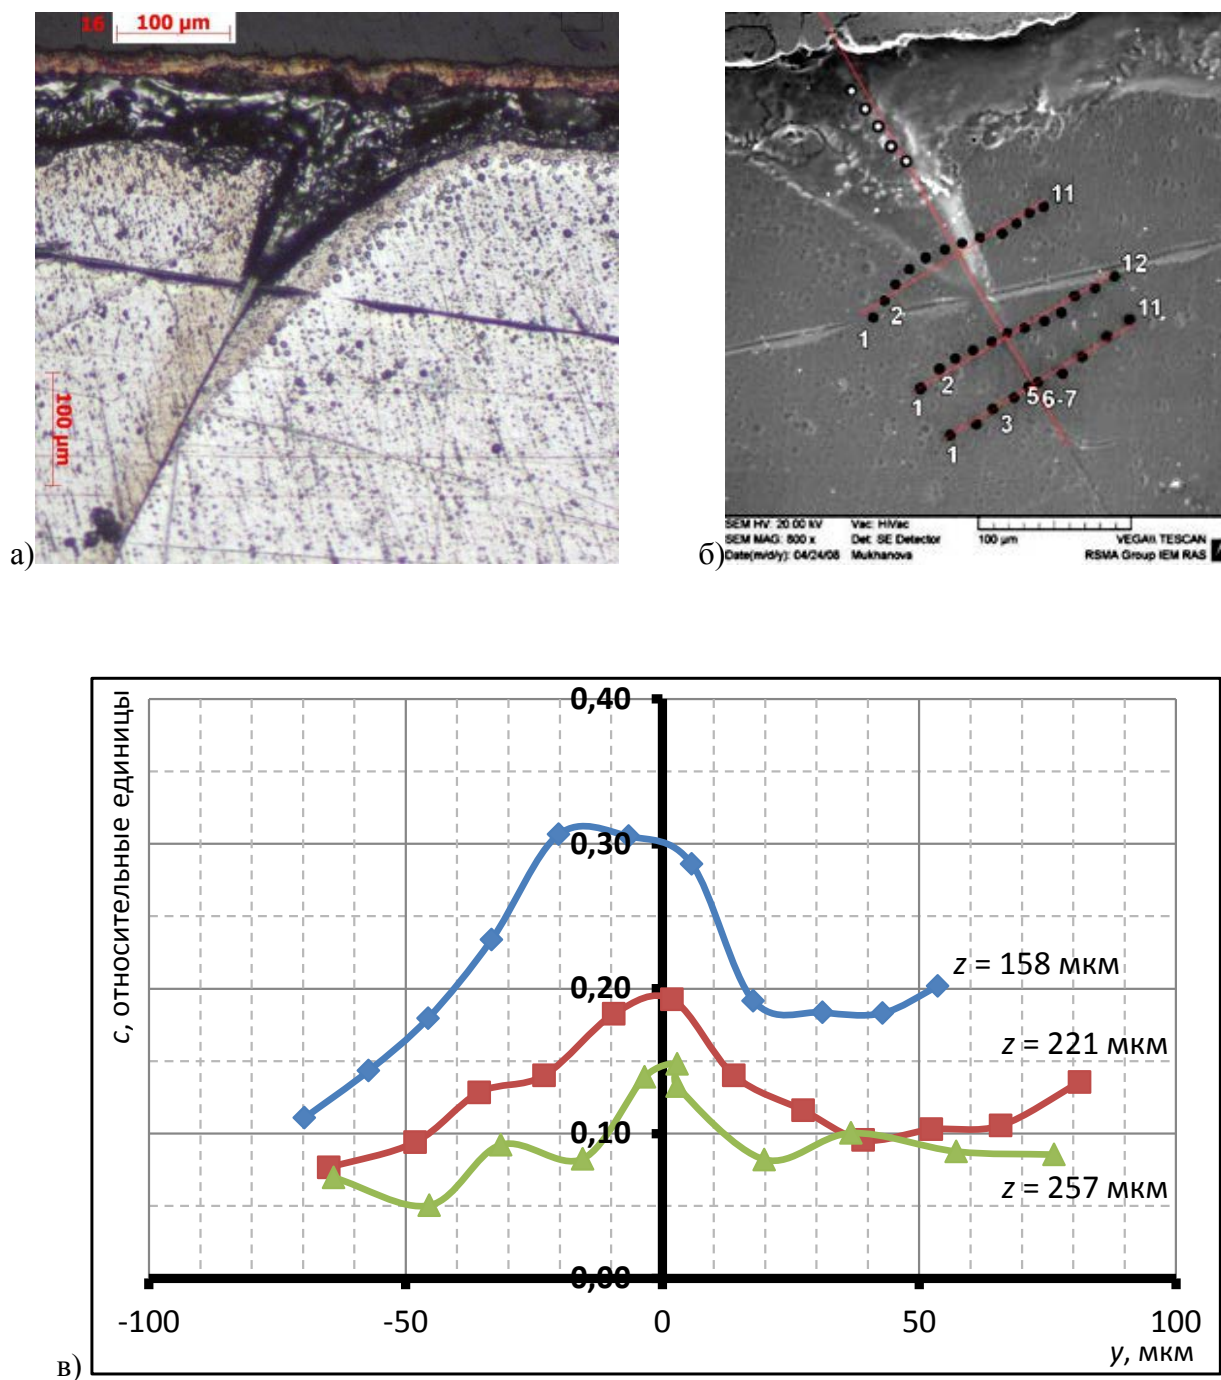 16
100 µm
100 µm
а)
11
12
11
2
1
2
5
6-7
1
3
1
SEM HV: 20.00 kV Vac: HiVac
SEM MAG: 800 x Det: SE Detector 100 µm VEGA\\ TESCAN
Date(m/d/y): 04/24/08 Mukhanova RSMA Group IEM RAS
б)
с, относительные единицы
0,40
0,30
0,20
0,10
0,00
z = 158 мкм
z = 221 мкм
z = 257 мкм
-100 -50 0 50 100
y, мкм
в)